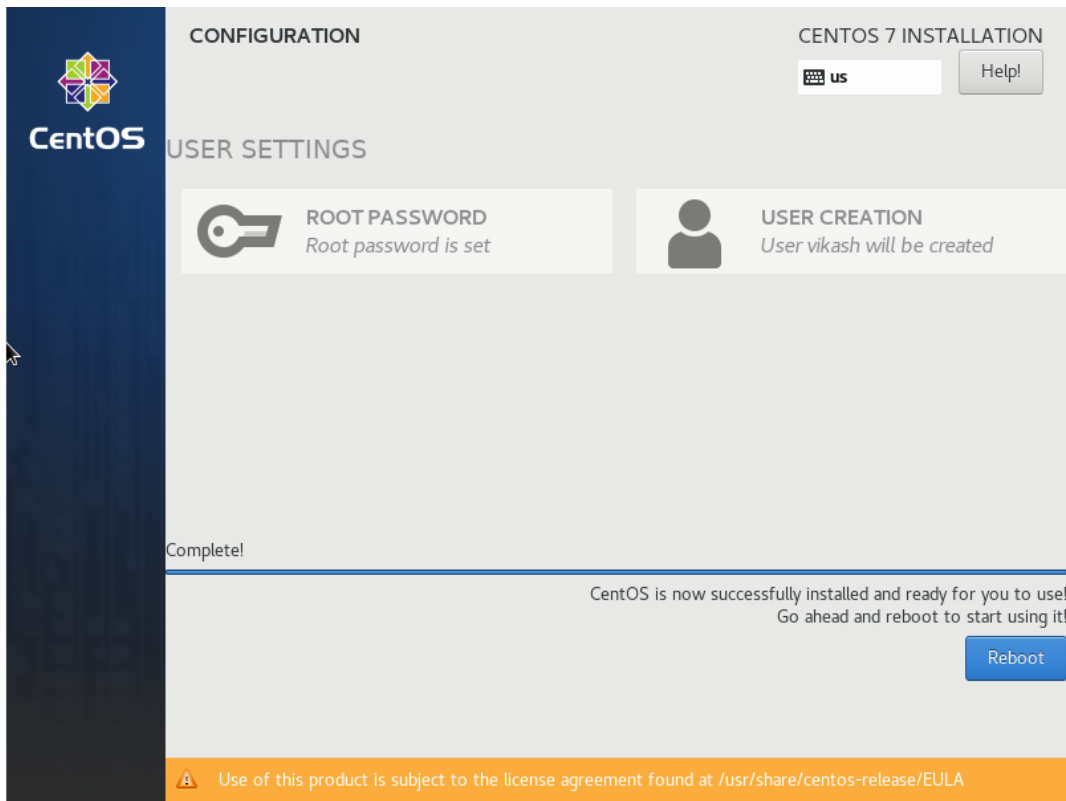 CONFIGURATION
CENTOS 7 INSTALLATION
us
Help!
CentOS
USER SETTINGS
ROOT PASSWORD
Root password is set
USER CREATION
User vikash will be created
Complete!
CentOS is now successfully installed and ready for you to use!
Go ahead and reboot to start using it!
Reboot
Use of this product is subject to the license agreement found at /usr/share/centos-release/EULA